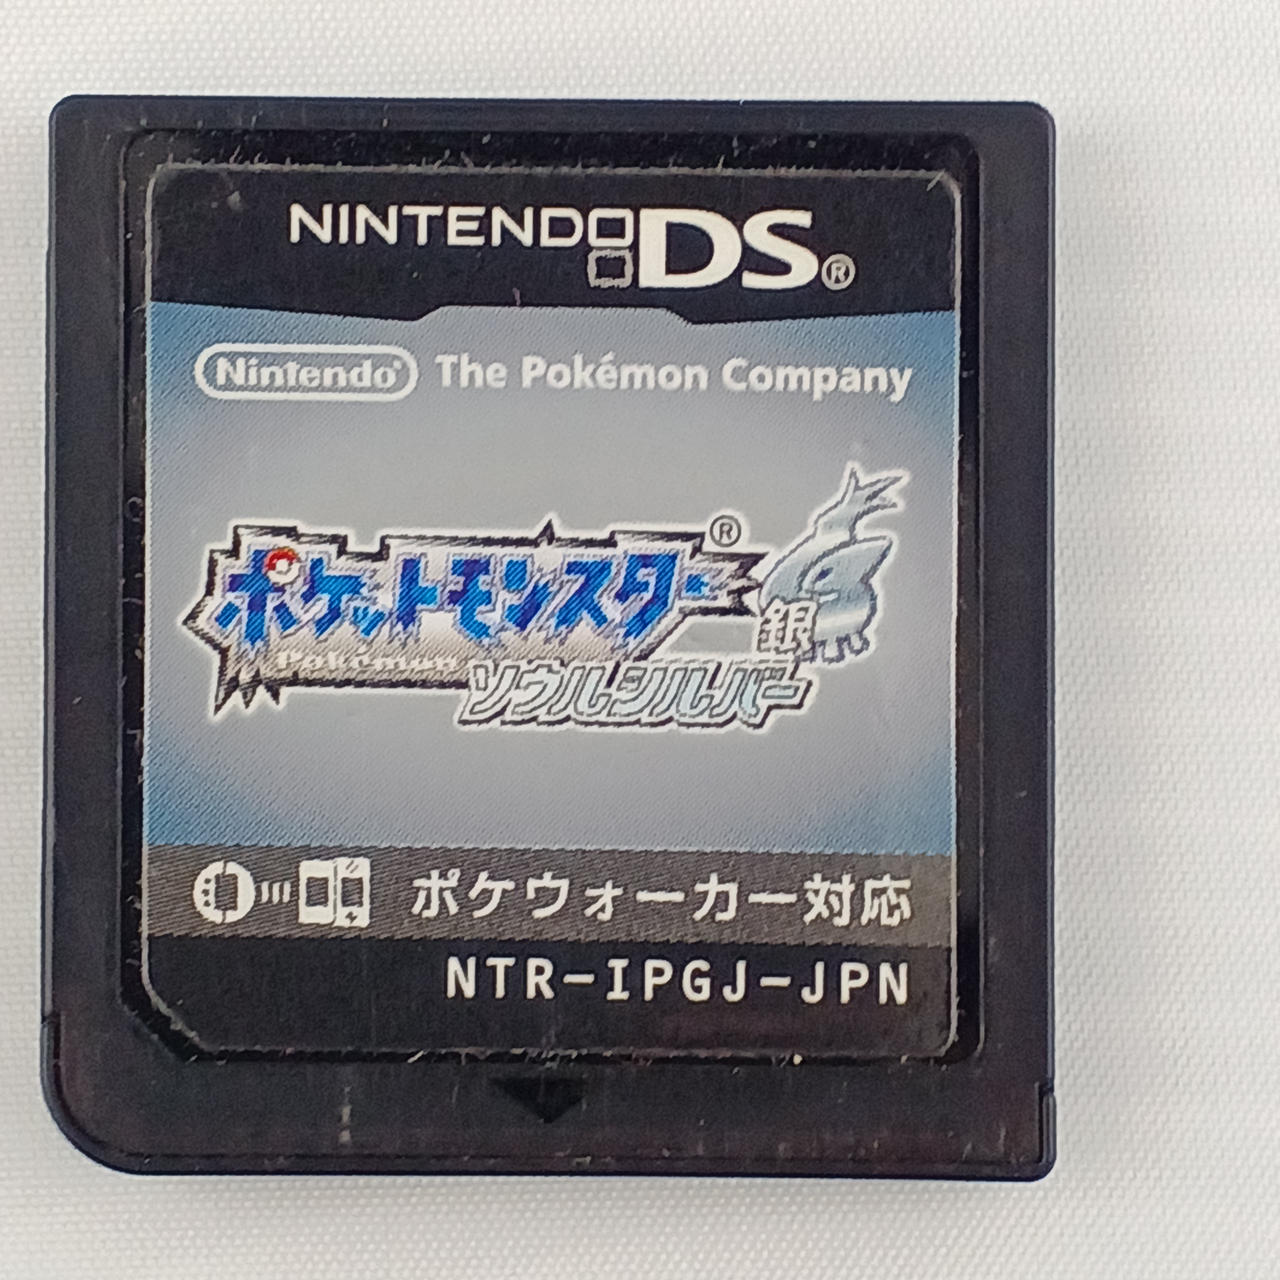 NINTENDO DS®
Nintendo® The Pokémon Company
ポケットモンスター®
Pokémon
銀
ソウルシルバー
ポケウォーカー対応
NTR-IPGJ-JPN